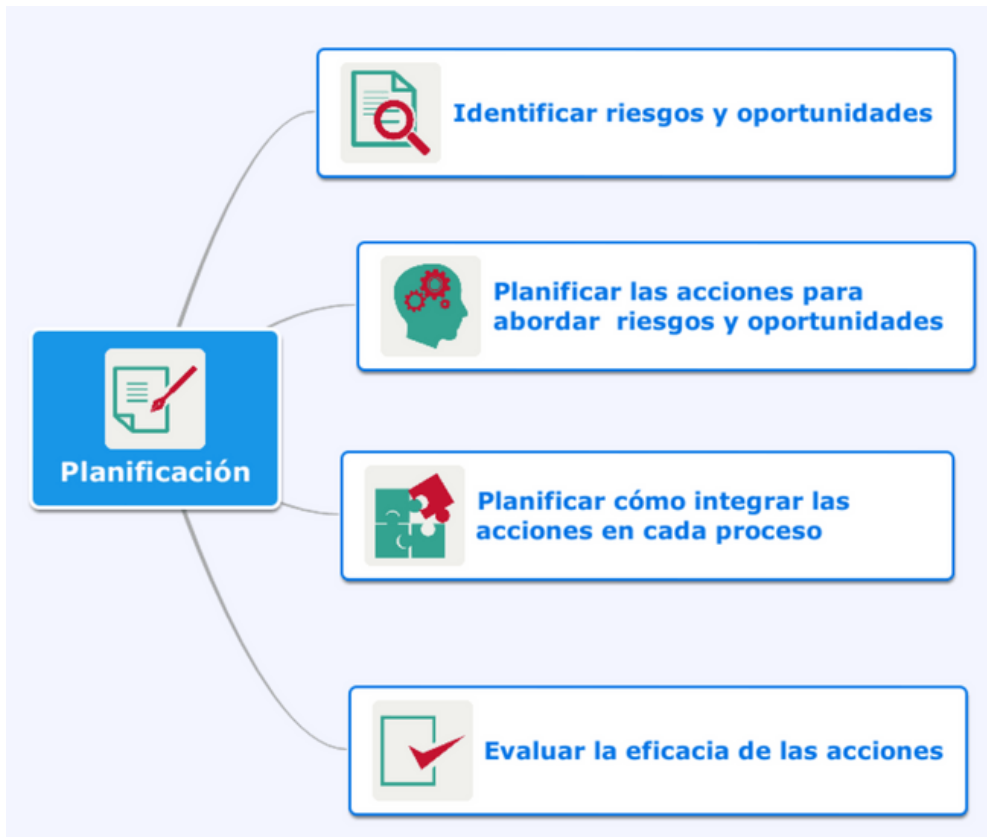 Identificar riesgos y oportunidades
Planificar las acciones para
abordar riesgos y oportunidades
Planificación
Planificar cómo integrar las
acciones en cada proceso
Evaluar la eficacia de las acciones